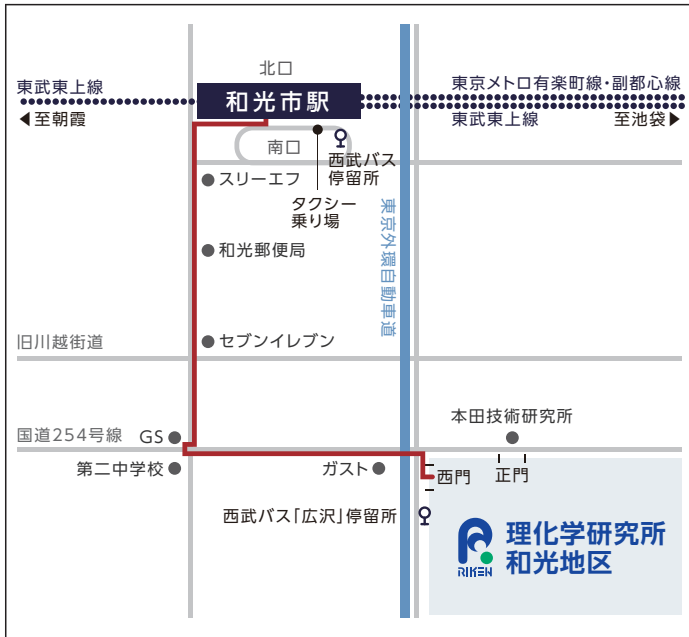 北口
東武東上線
東京メトロ有楽町線・副都心線
和光市駅
◀至朝霞
東武東上線
至池袋▶
南口
西武バス
停留所
スリーエフ
タクシー
乗り場
東京外環自動車道
和光郵便局
旧川越街道
セブンイレブン
本田技術研究所
国道254号線
GS
第二中学校
ガスト
西門
正門
西武バス「広沢」停留所
理化学研究所
和光地区
RIKEN